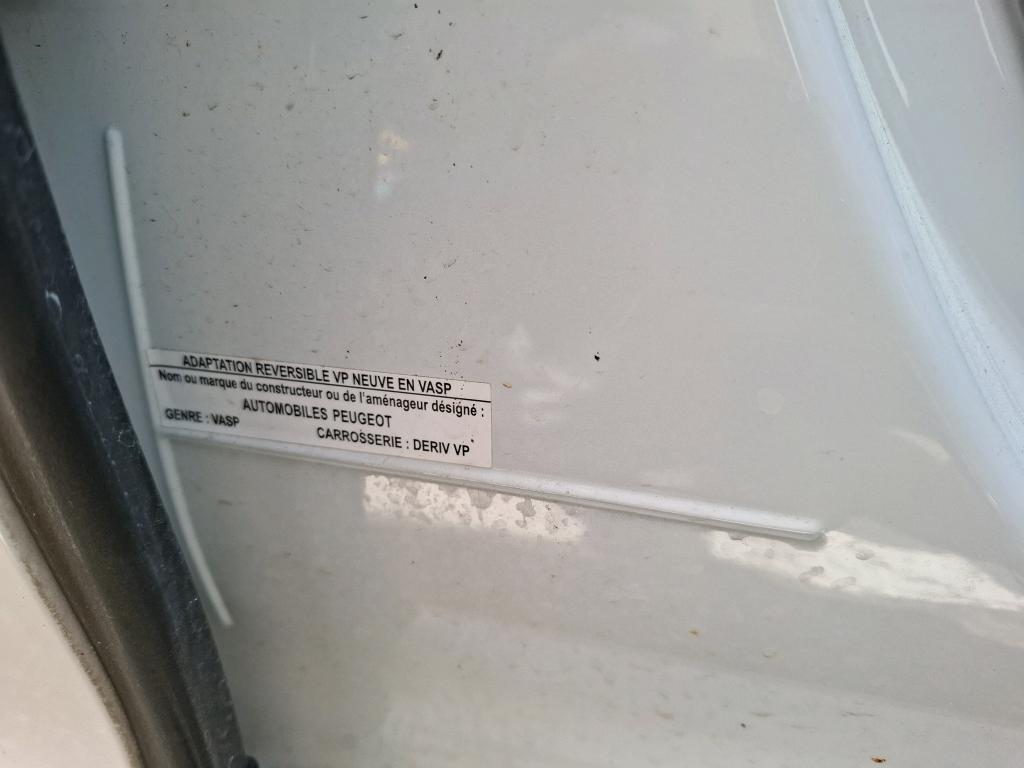 ADAPTATION REVERSIBLE VP NEUVE EN VASP
Nom ou marque du constructeur ou de l'aménageur désigné :
AUTOMOBILES PEUGEOT
GENRE : VASP CARROSSERIE : DERIV VP